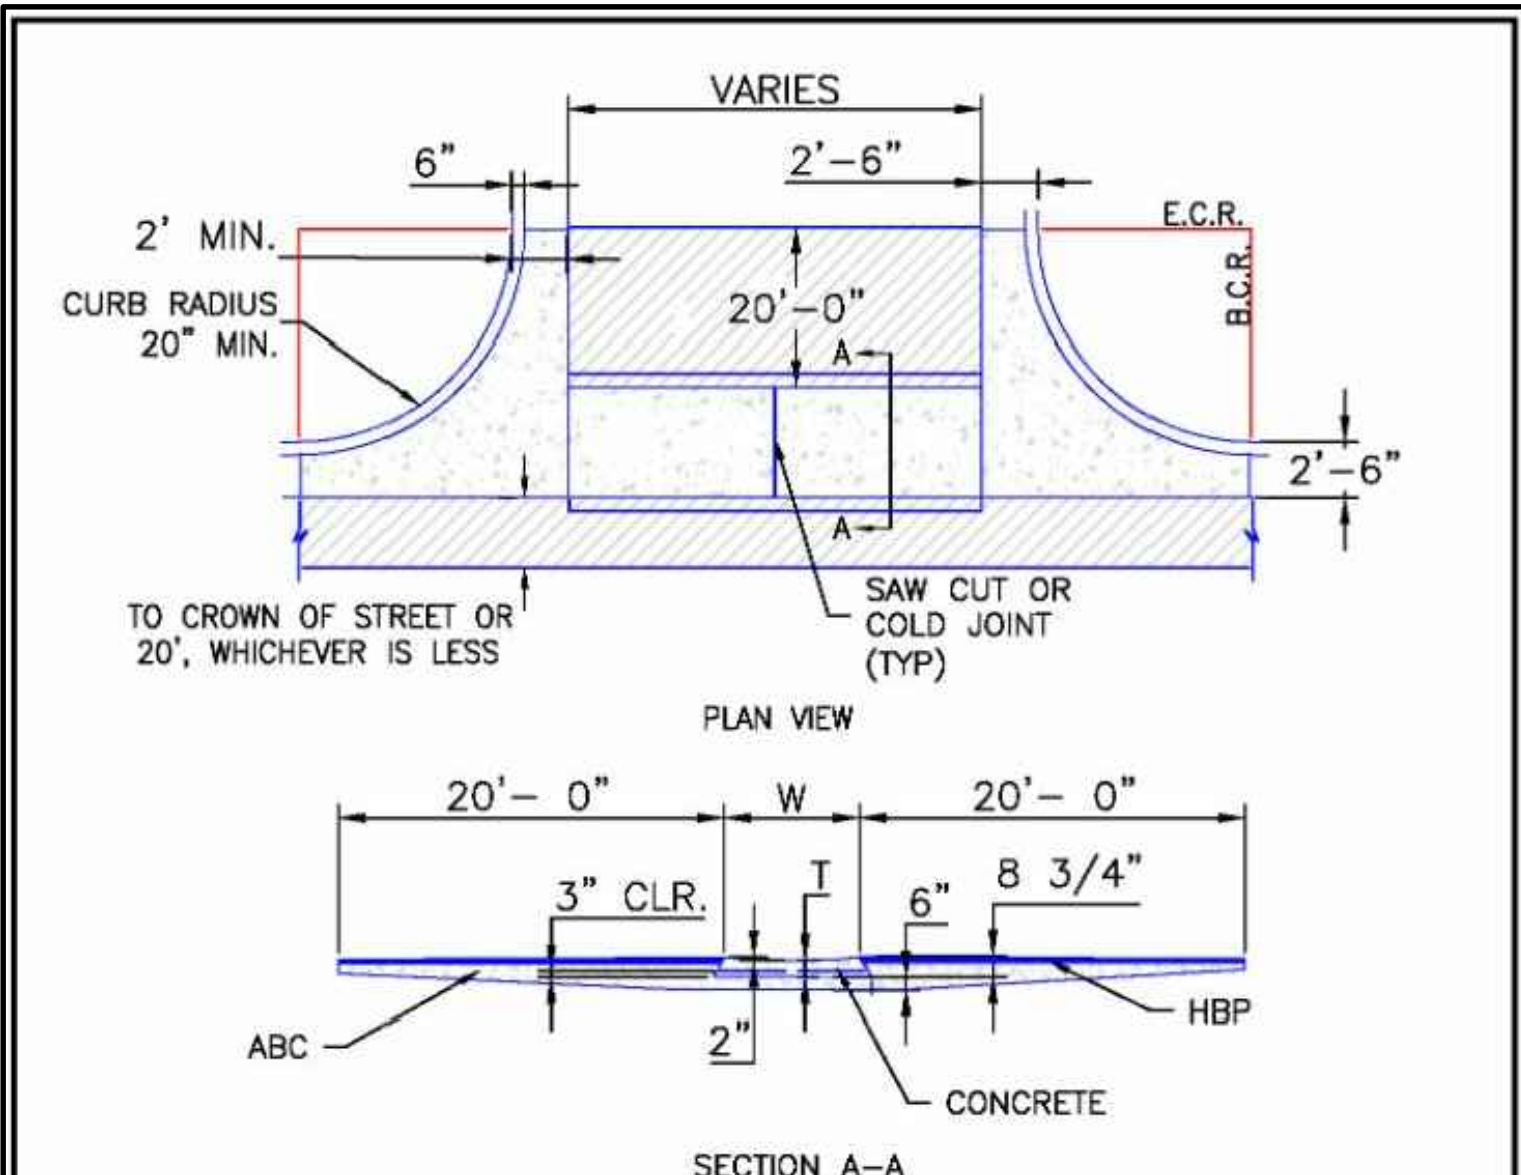 VARIES
6"
2'-6"
E.C.R.
2' MIN.
B.C.R.
CURB RADIUS
20" MIN.
20'-0"
A
2'-6"
A
SAW CUT OR
COLD JOINT
(TYP)
TO CROWN OF STREET OR
20', WHICHEVER IS LESS
PLAN VIEW
20'- 0"
W
20'- 0"
3" CLR.
T
6"
8 3/4"
ABC
2"
HBP
CONCRETE
SECTION A-A